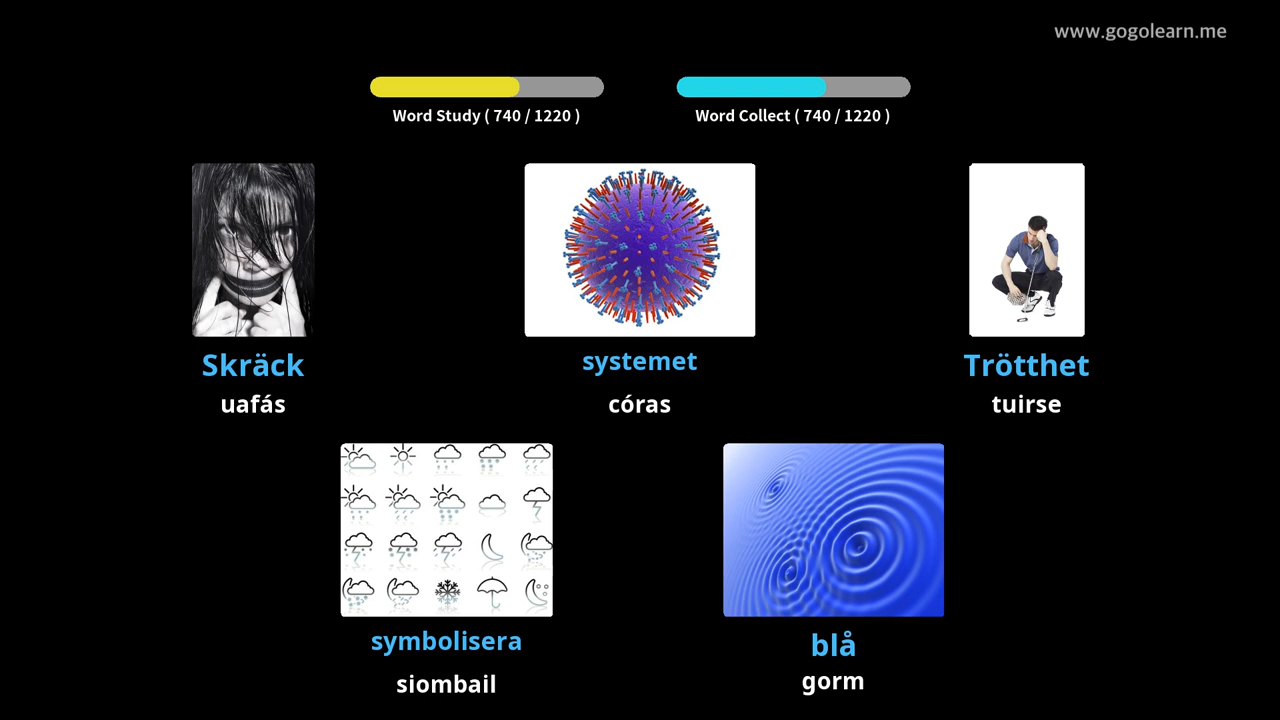 www.gogolearn.me
Word Study ( 740 / 1220 )
Word Collect ( 740 / 1220 )
Skräck
systemet
Trötthet
uafás
córas
tuirse
symbolisera
blå
siombail
gorm